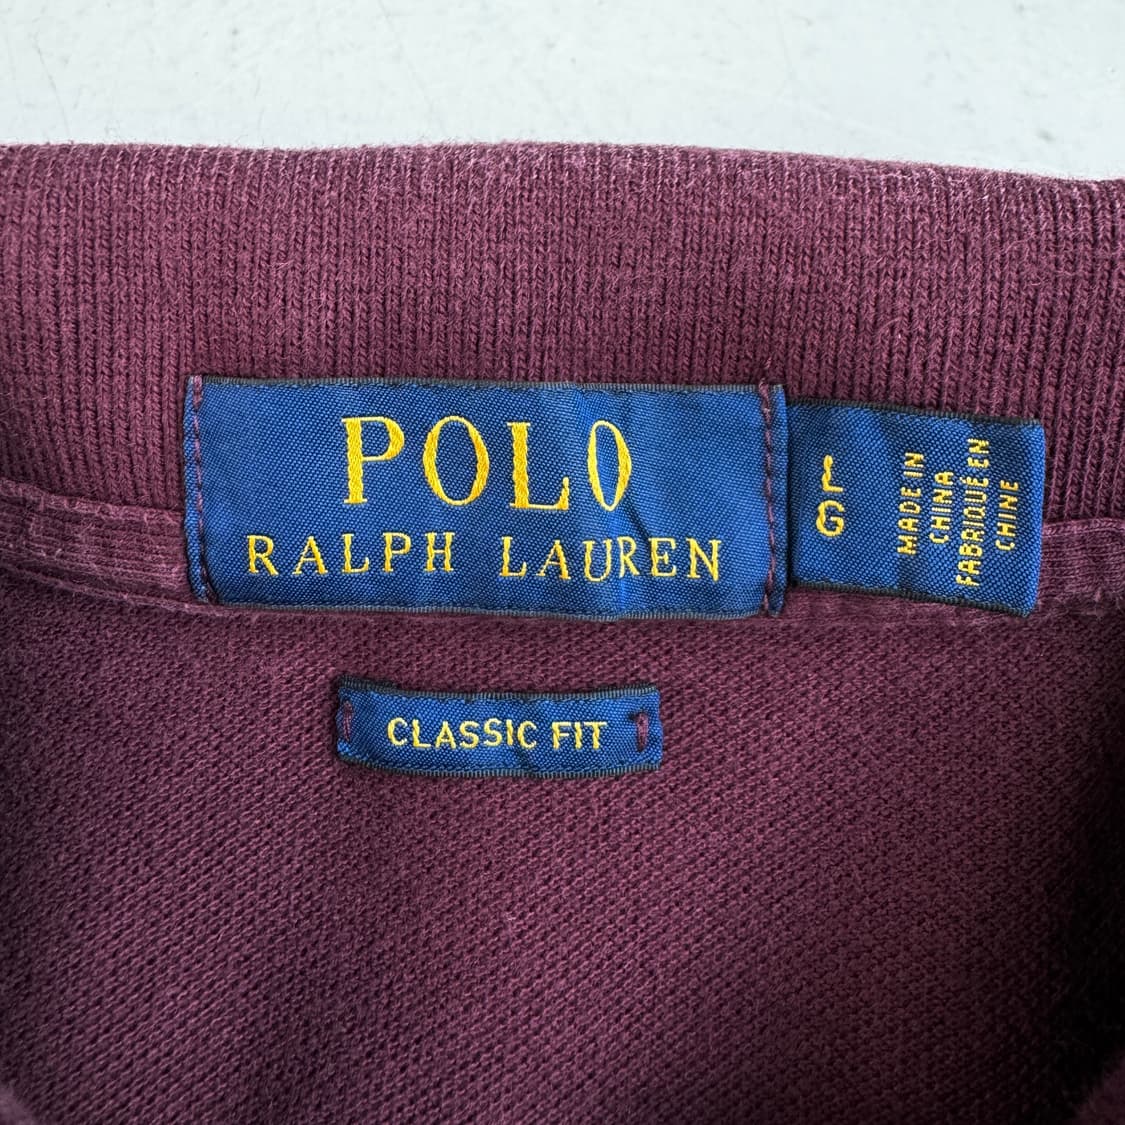 POLO
RALPH LAUREN
L
G
MADE IN
CHINA
FABRIQUÉ EN
CHINE
CLASSIC FIT